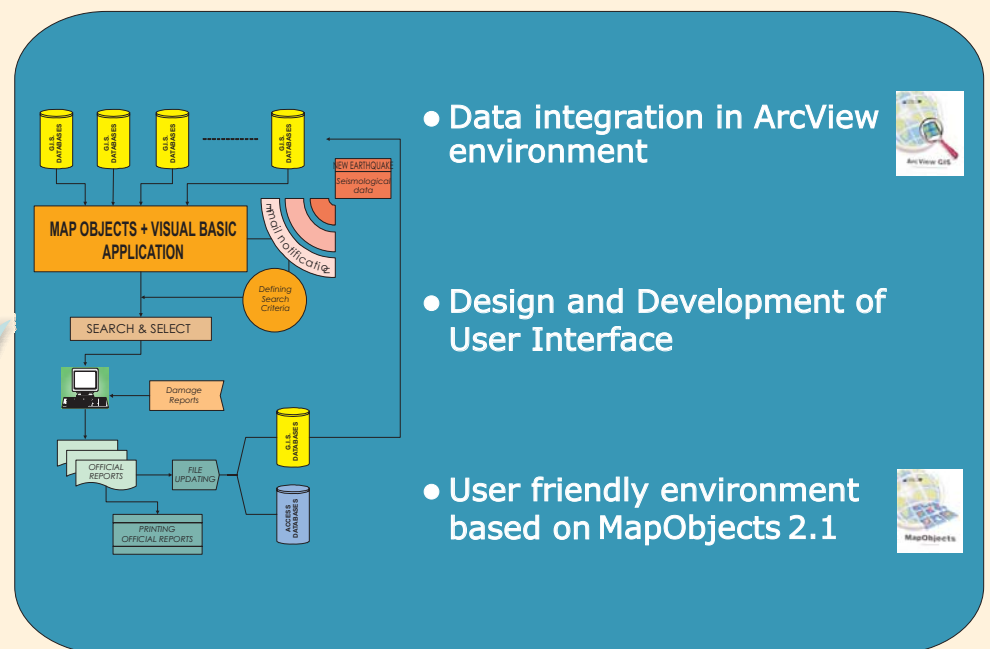 G.I.S.
DATABASES
G.I.S.
DATABASES
G.I.S.
DATABASES
G.I.S.
DATABASES
NEW EARTHQUAKE
Seismological
data
Email notification
MAP OBJECTS + VISUAL BASIC
APPLICATION
Defining
Search
Criteria
SEARCH & SELECT
Damage
Reports
OFFICIAL
REPORTS
FILE
UPDATING
G.I.S.
DATABASES
ACCESS
DATABASES
PRINTING
OFFICIAL REPORTS
• Data integration in ArcView
environment
ArcView GIS
• Design and Development of
User Interface
• User friendly environment
based on MapObjects 2.1
MapObjects